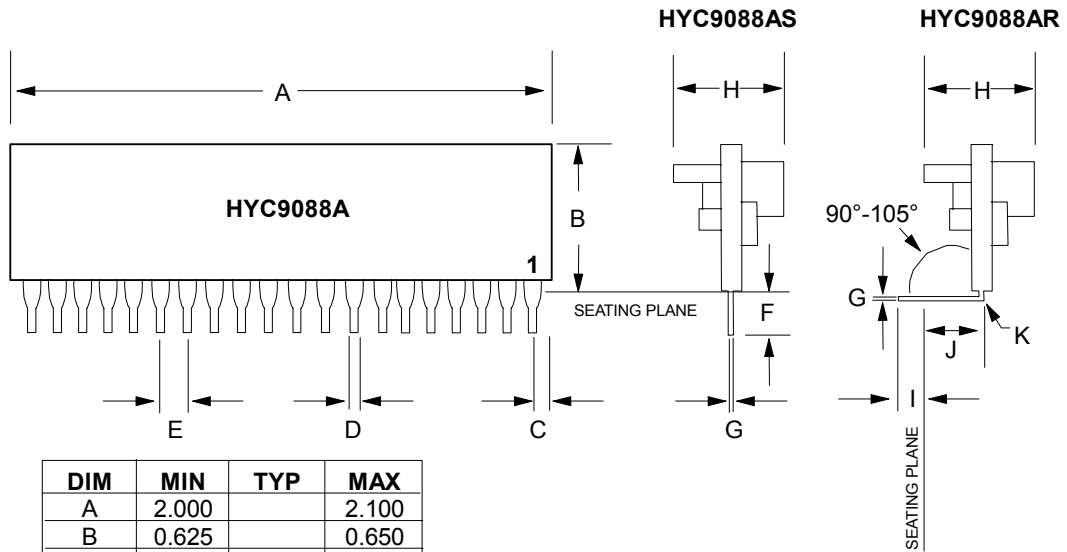 HYC9088AS HYC9088AR
A
H
H
HYC9088A
1
B
90°-105°
SEATING PLANE
F
G
J
K
I
E
D
C
G
SEATING PLANE
DIM MIN TYP MAX
A 2.000 2.100
B 0.625 0.650